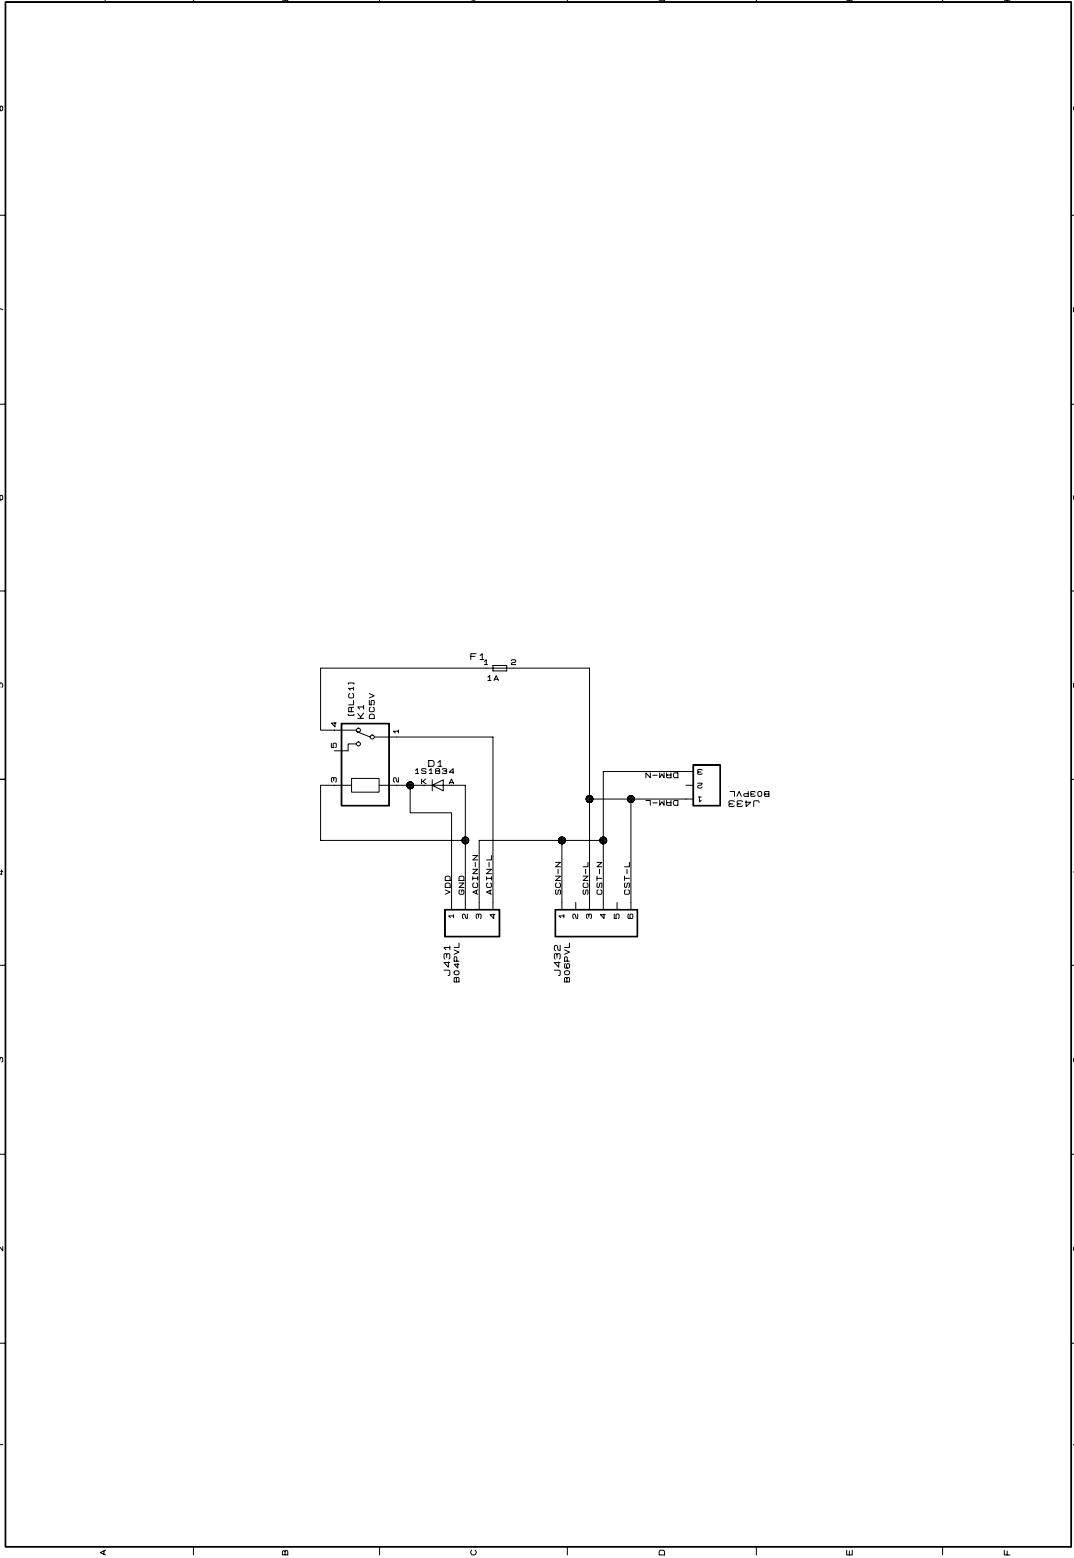 F1
1
2
1A
[RLC1]
K1
DC5V
4
5
1
3
2
D1
1S1834
K
A
DRM-N
DRM-L
3
2
1
J433
B03PVL
VDD
GND
ACIN-N
ACIN-L
1
2
3
4
J431
B04PVL
SCN-N
SCN-L
CST-N
CST-L
1
2
3
4
5
6
J432
B06PVL
A
B
C
D
E
F